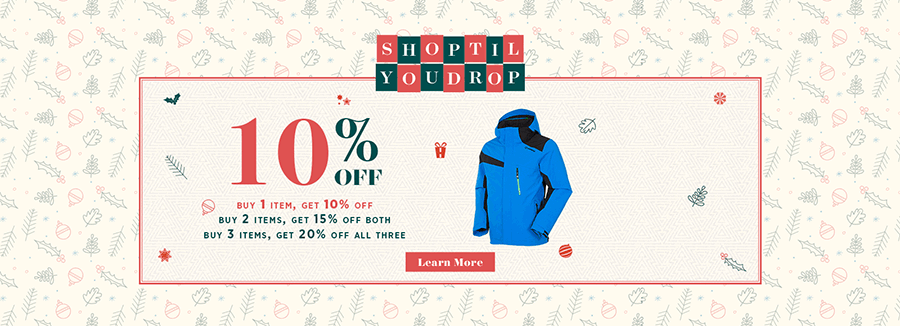 SHOPTIL
YOUDROP
10% OFF
BUY 1 ITEM, GET 10% OFF
BUY 2 ITEMS, GET 15% OFF BOTH
BUY 3 ITEMS, GET 20% OFF ALL THREE
Learn More